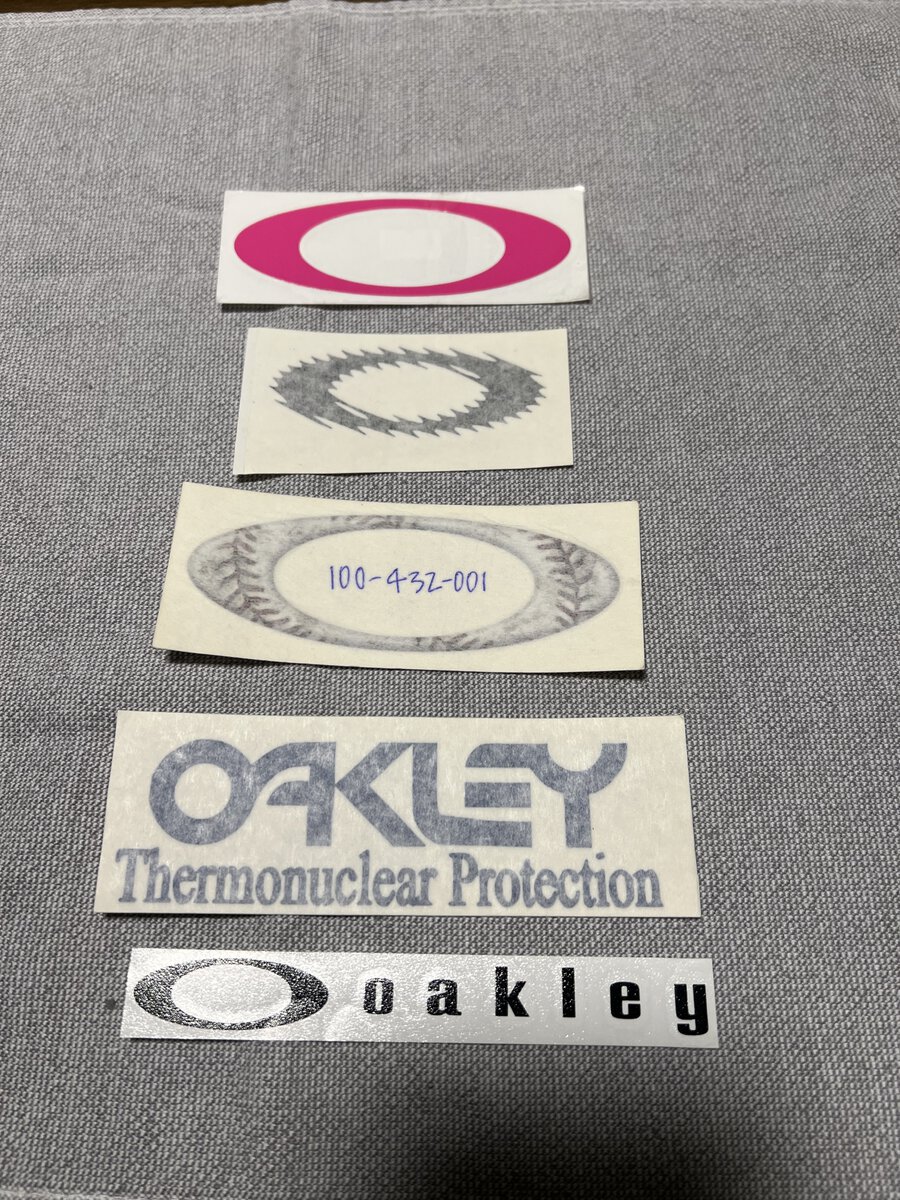 100-432-001
OAKLEY
Thermonuclear Protection
oakley